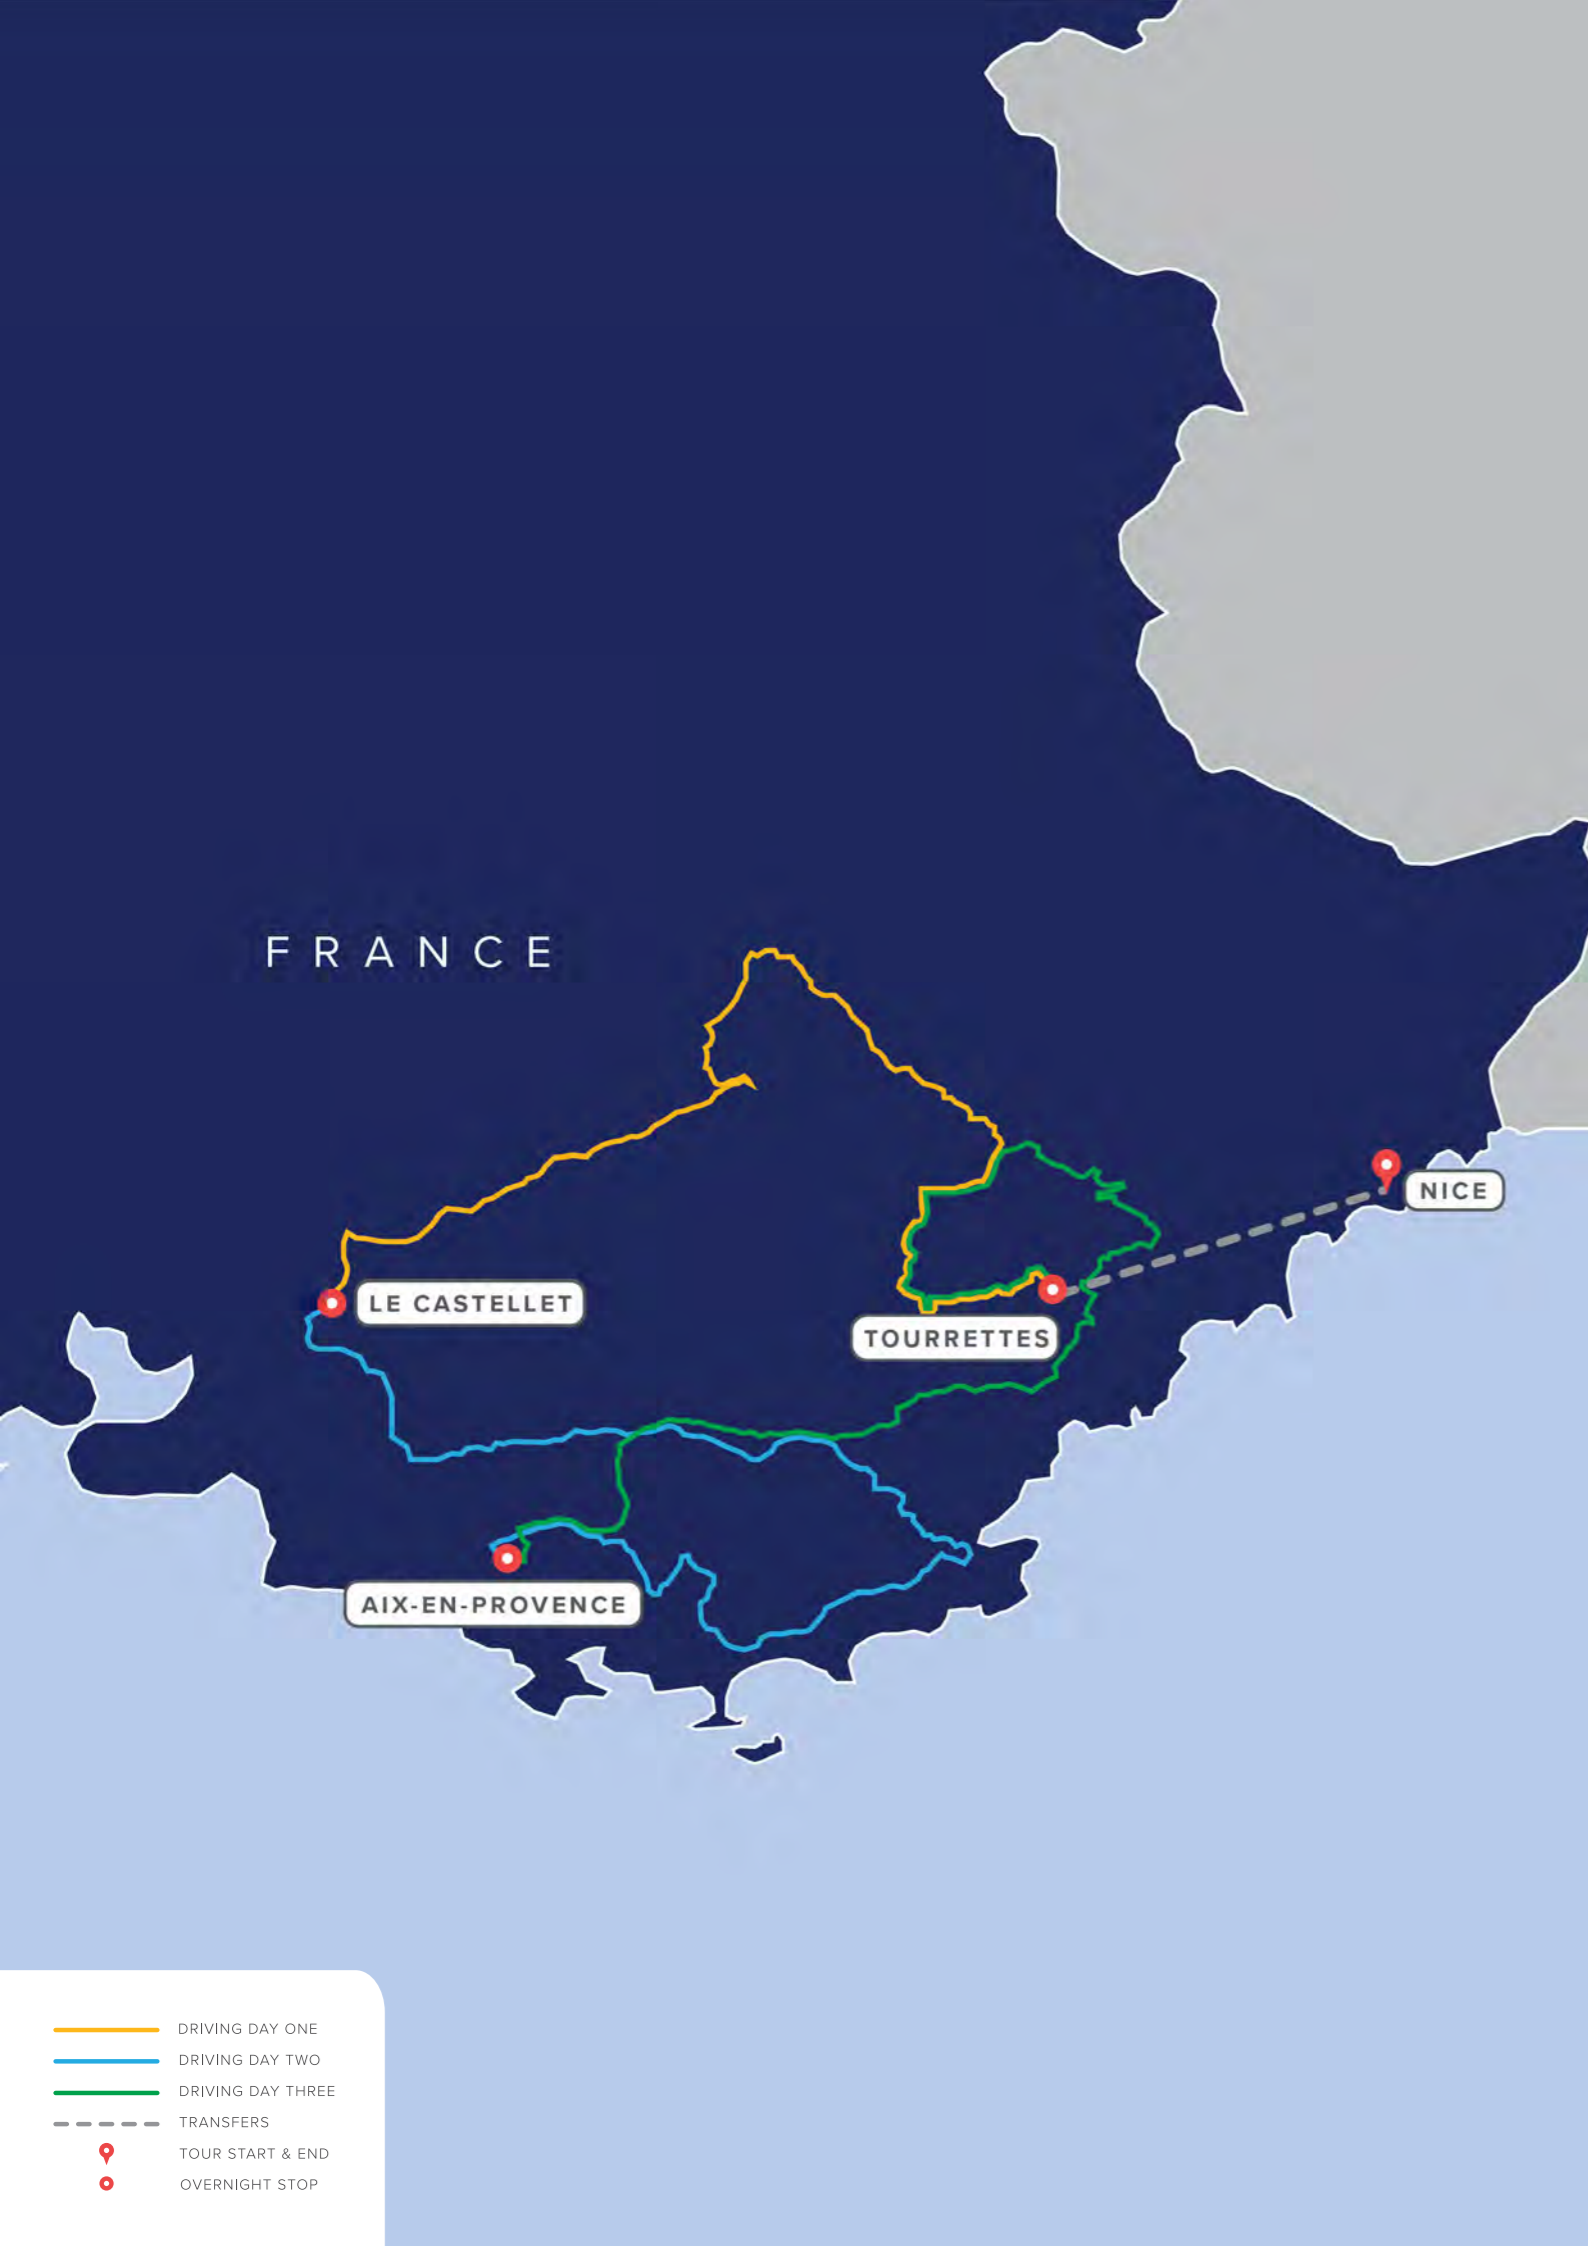 FRANCE
NICE
LE CASTELLET
TOURRETTES
AIX-EN-PROVENCE
DRIVING DAY ONE
DRIVING DAY TWO
DRIVING DAY THREE
TRANSFERS
TOUR START & END
OVERNIGHT STOP